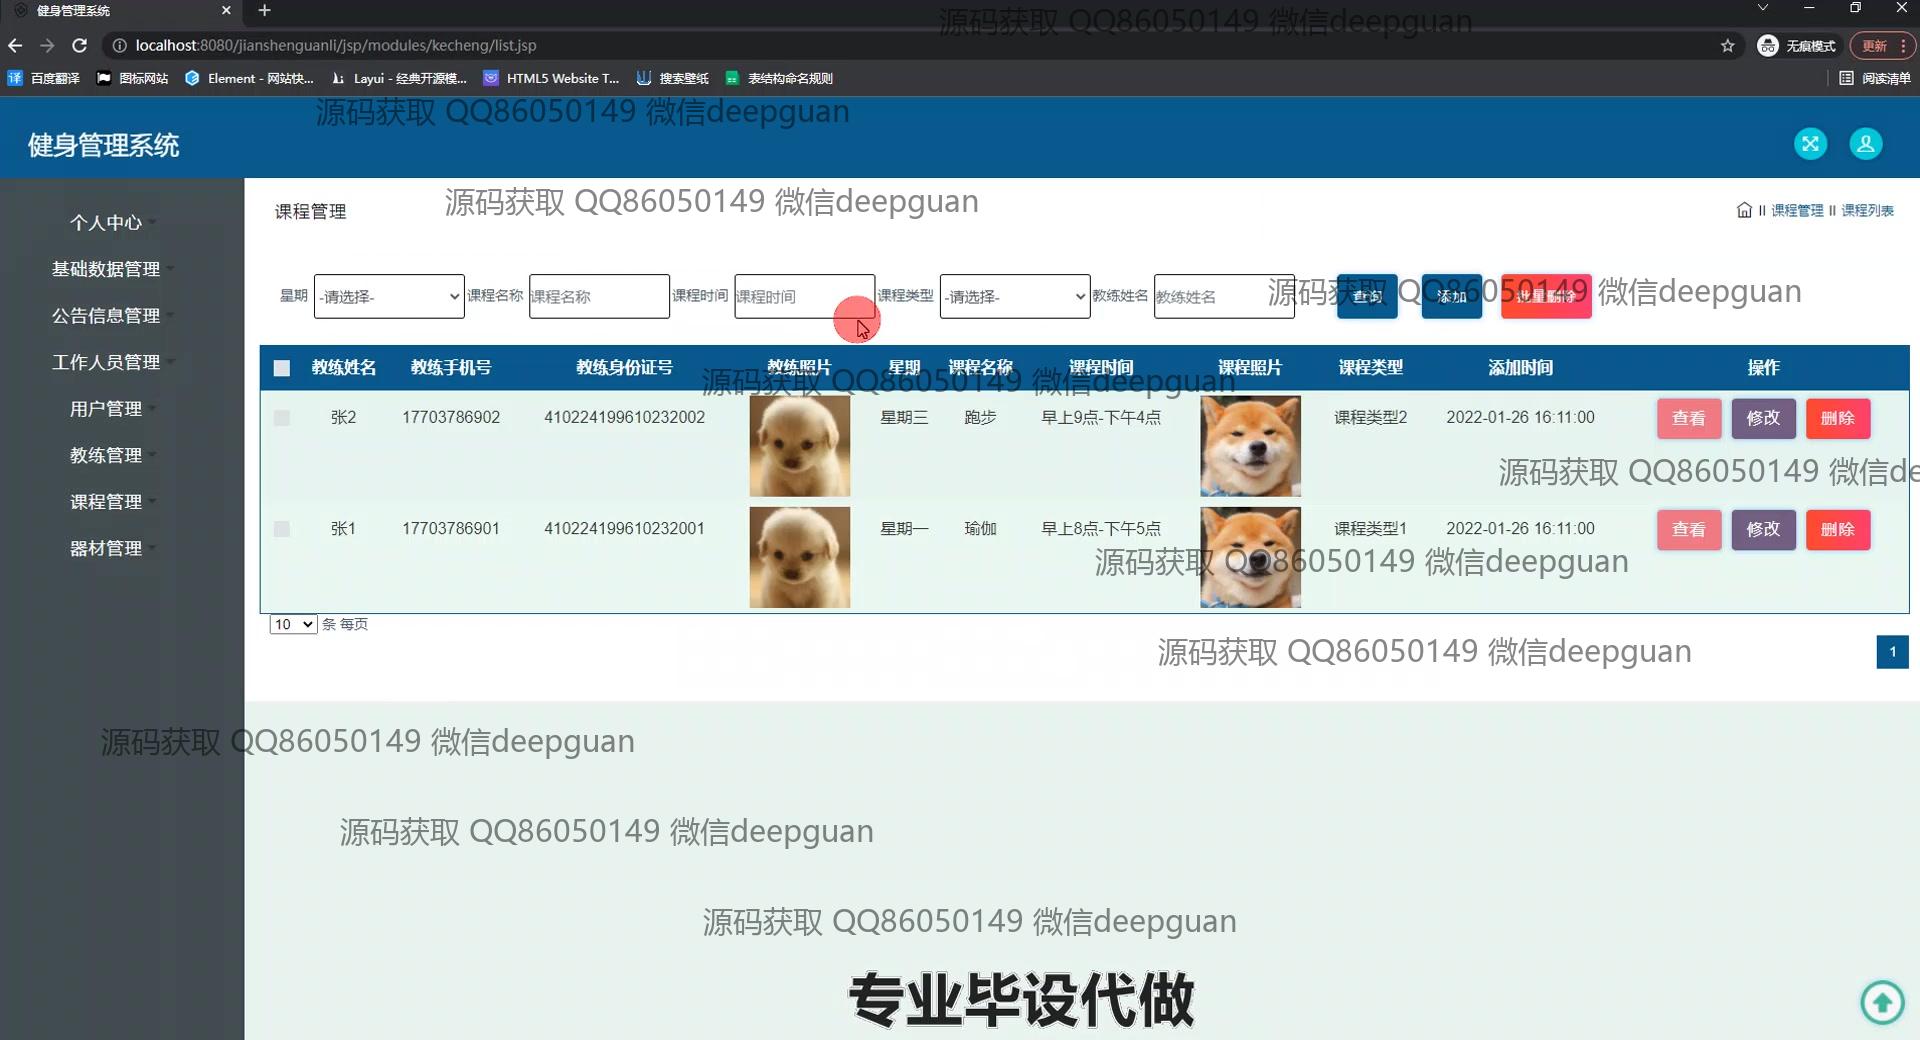 健身管理系统
源码获取 QQ86050149 微信deepguan
localhost:8080/jianshenguanli/jsp/modules/kecheng/list.jsp
无痕模式
更新
百度翻译 图标网站 Element - 网站快... Layui - 经典开源模... HTML5 Website T... 搜索壁纸 表结构命名规则 阅读清单
源码获取 QQ86050149 微信deepguan
健身管理系统
个人中心
基础数据管理
公告信息管理
工作人员管理
用户管理
教练管理
课程管理
器材管理
源码获取 QQ86050149 微信deepguan
课程管理
课程管理 课程列表
星期 -请选择- 课程名称 课程名称 课程时间 课程时间 课程类型 -请选择- 教练姓名 教练姓名 查询 添加 批量删除
源码获取 QQ86050149 微信deepguan
教练姓名 教练手机号 教练身份证号 教练照片 星期 课程名称 课程时间 课程照片 课程类型 添加时间 操作
源码获取 QQ86050149 微信deepguan
张2 17703786902 410224199610232002 星期三 跑步 早上9点-下午4点 课程类型2 2022-01-26 16:11:00 查看 修改 删除
源码获取 QQ86050149 微信de
张1 17703786901 410224199610232001 星期一 瑜伽 早上8点-下午5点 课程类型1 2022-01-26 16:11:00 查看 修改 删除
源码获取 QQ86050149 微信deepguan
10 条 每页
源码获取 QQ86050149 微信deepguan
1
源码获取 QQ86050149 微信deepguan
源码获取 QQ86050149 微信deepguan
源码获取 QQ86050149 微信deepguan
专业毕设代做